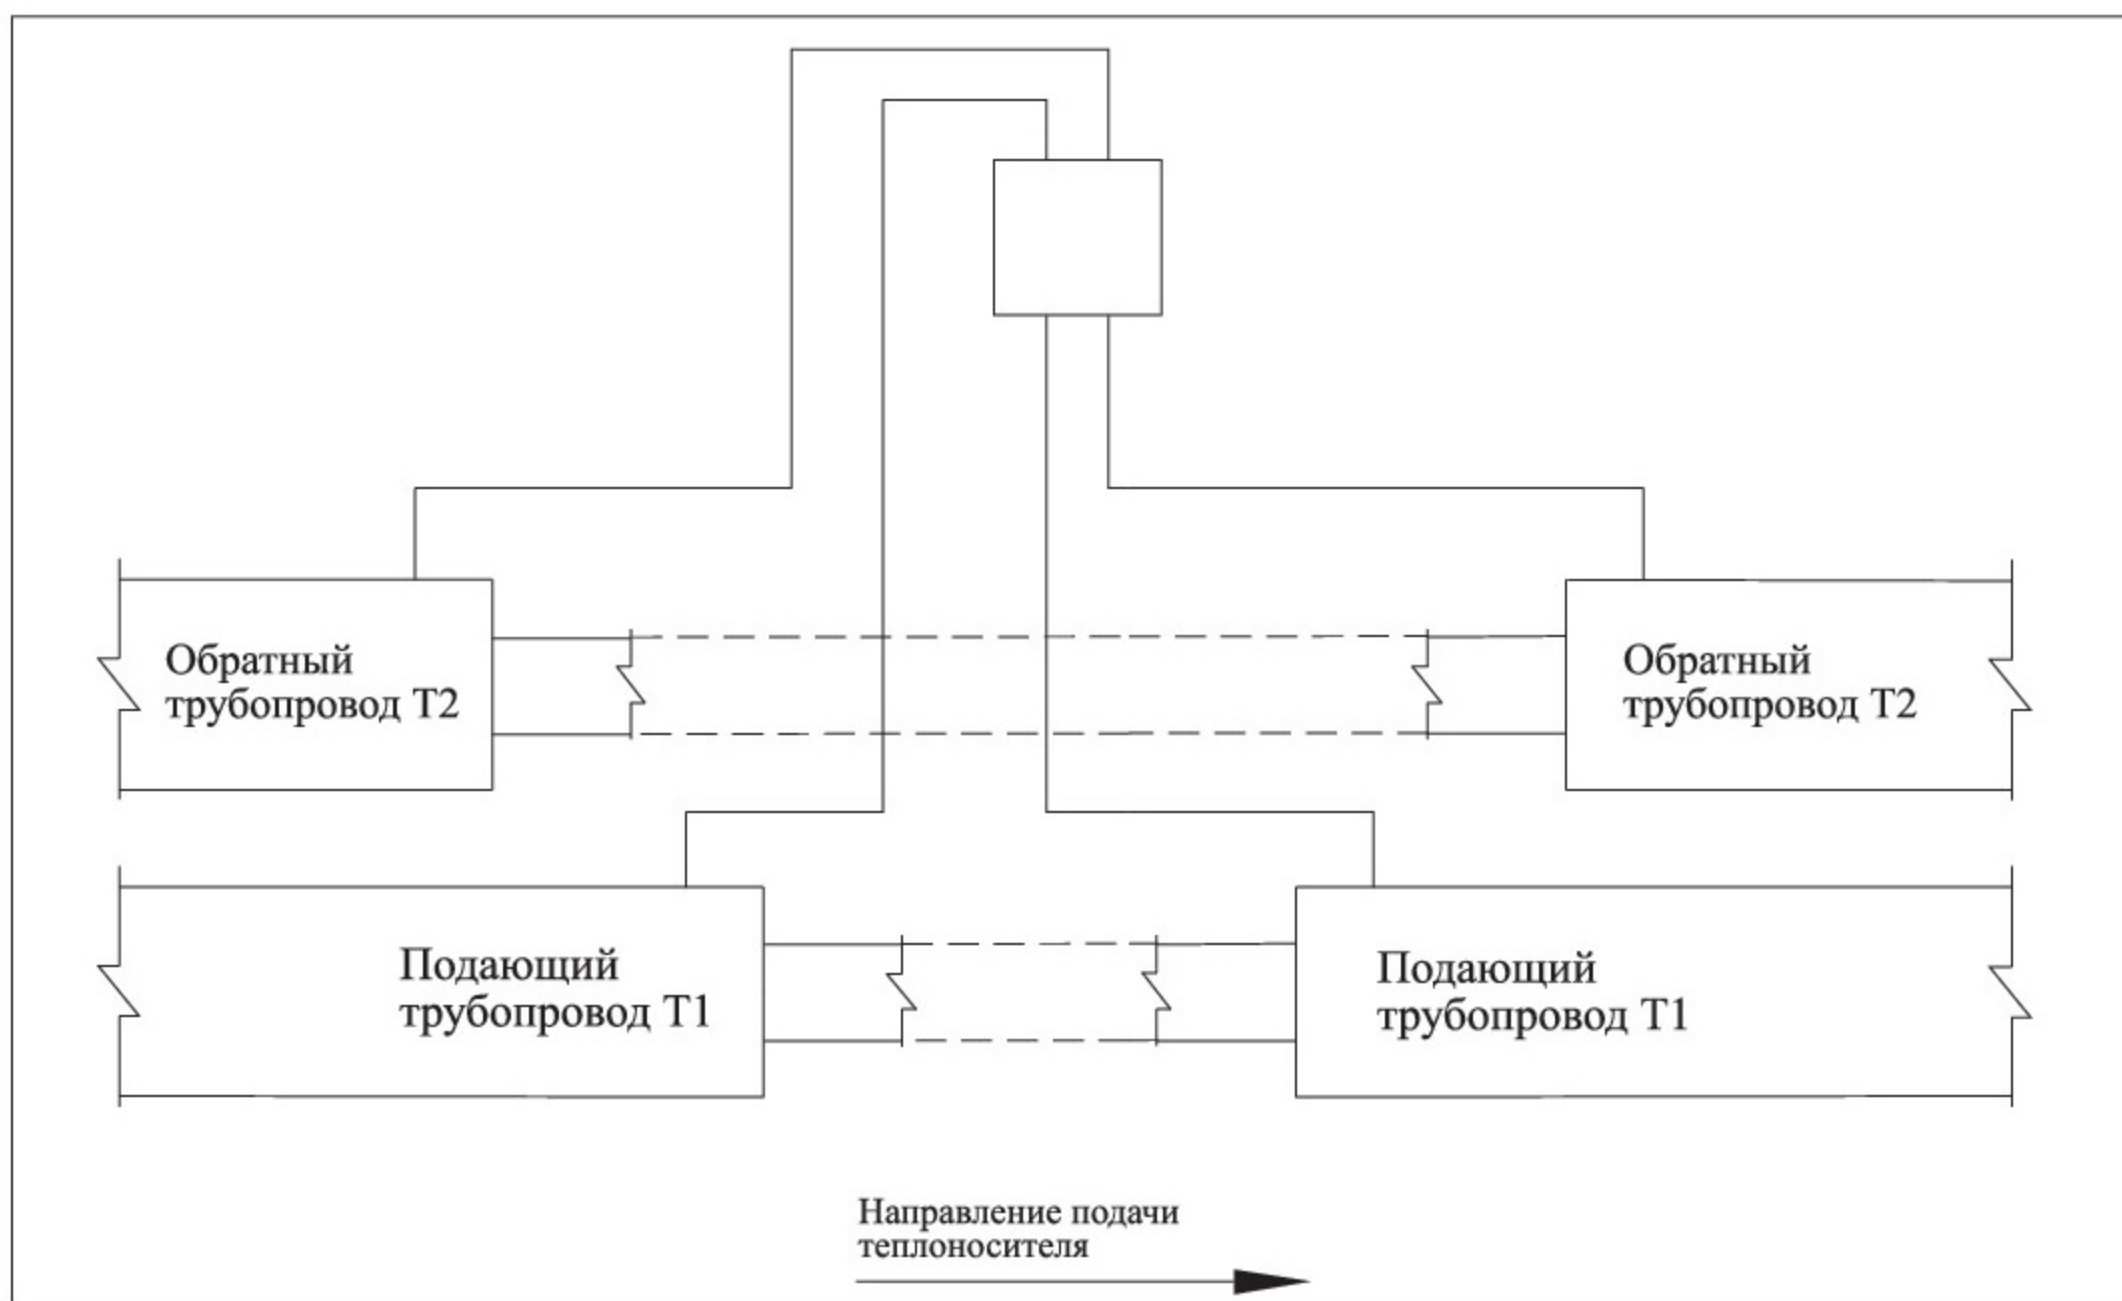 Обратный
трубопровод Т2
Обратный
трубопровод Т2
Подающий
трубопровод Т1
Подающий
трубопровод Т1
Направление подачи
теплоносителя